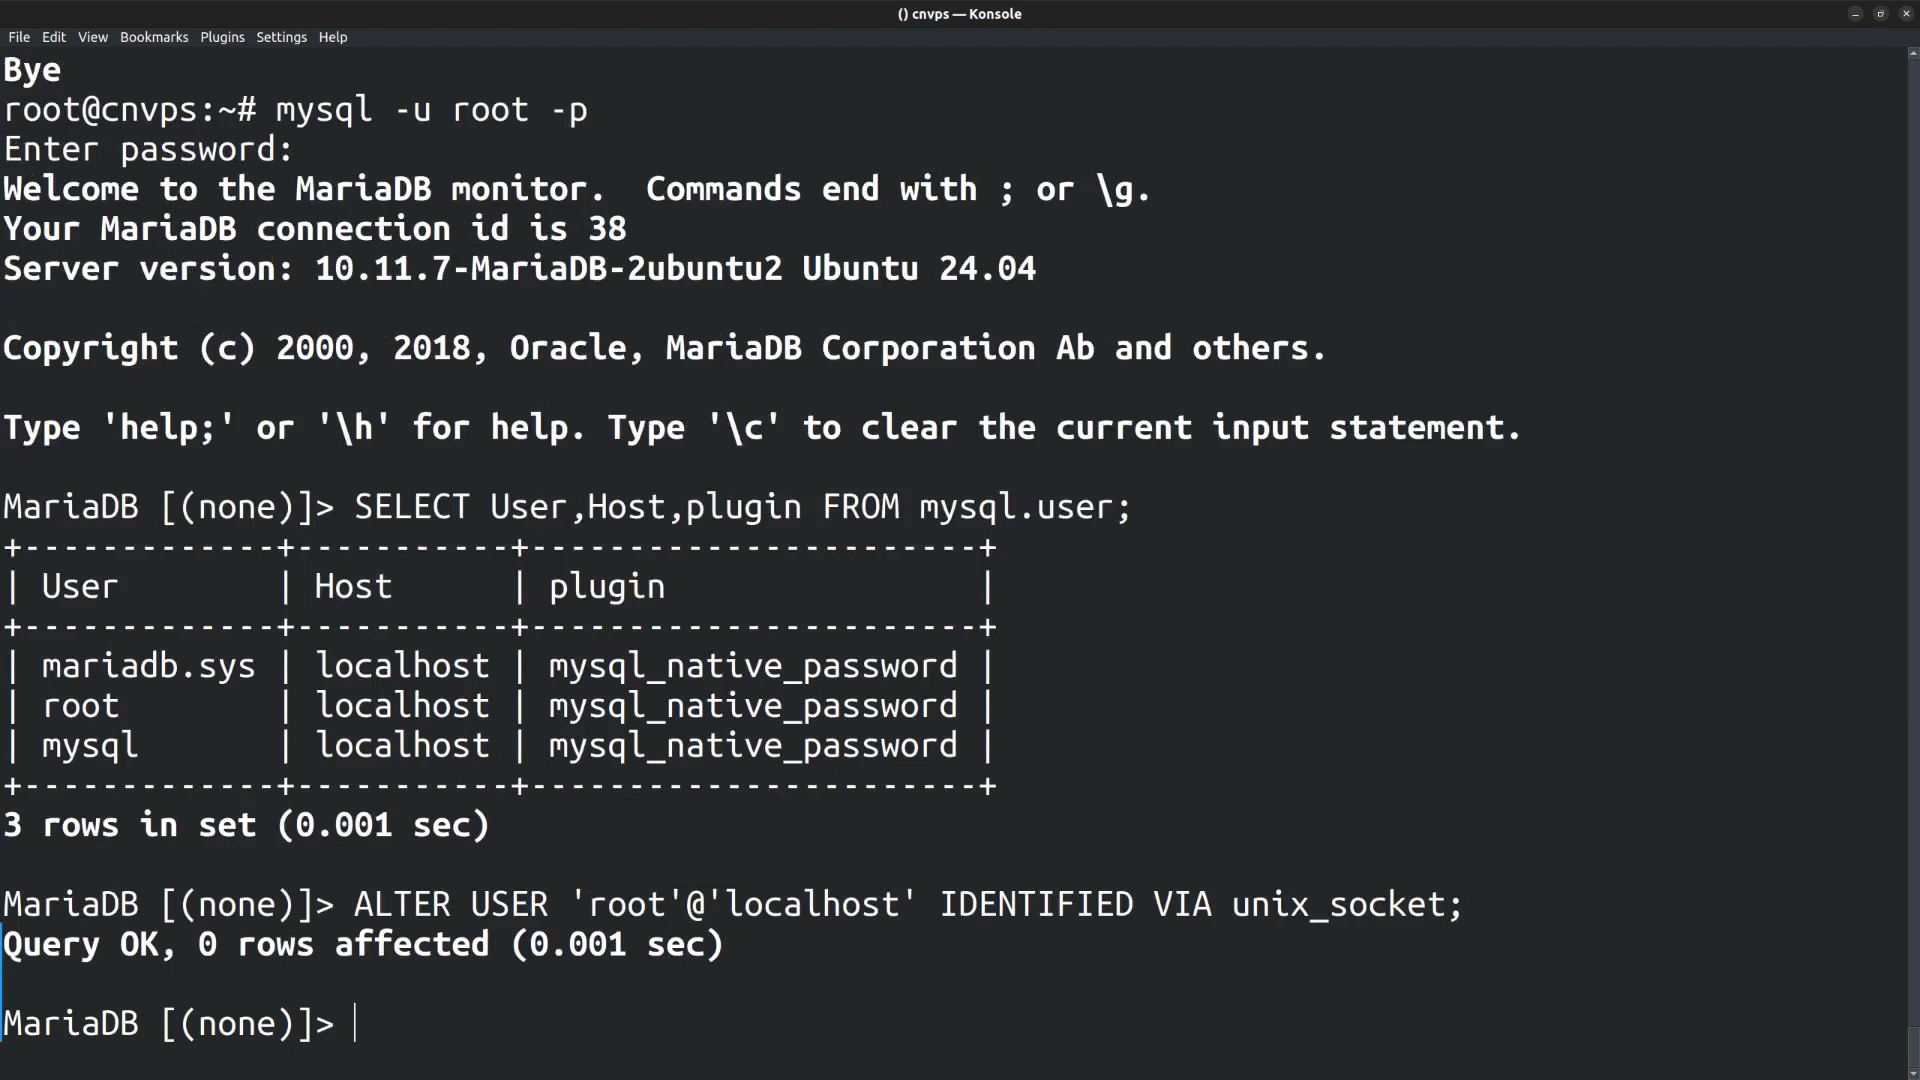 () cnvps — Konsole
File Edit View Bookmarks Plugins Settings Help
Bye
root@cnvps:~# mysql -u root -p
Enter password:
Welcome to the MariaDB monitor.  Commands end with ; or \g.
Your MariaDB connection id is 38
Server version: 10.11.7-MariaDB-2ubuntu2 Ubuntu 24.04
Copyright (c) 2000, 2018, Oracle, MariaDB Corporation Ab and others.
Type 'help;' or '\h' for help. Type '\c' to clear the current input statement.
MariaDB [(none)]> SELECT User,Host,plugin FROM mysql.user;
+-------------+-----------+-----------------------+
| User        | Host      | plugin                |
+-------------+-----------+-----------------------+
| mariadb.sys | localhost | mysql_native_password |
| root        | localhost | mysql_native_password |
| mysql       | localhost | mysql_native_password |
+-------------+-----------+-----------------------+
3 rows in set (0.001 sec)
MariaDB [(none)]> ALTER USER 'root'@'localhost' IDENTIFIED VIA unix_socket;
Query OK, 0 rows affected (0.001 sec)
MariaDB [(none)]>